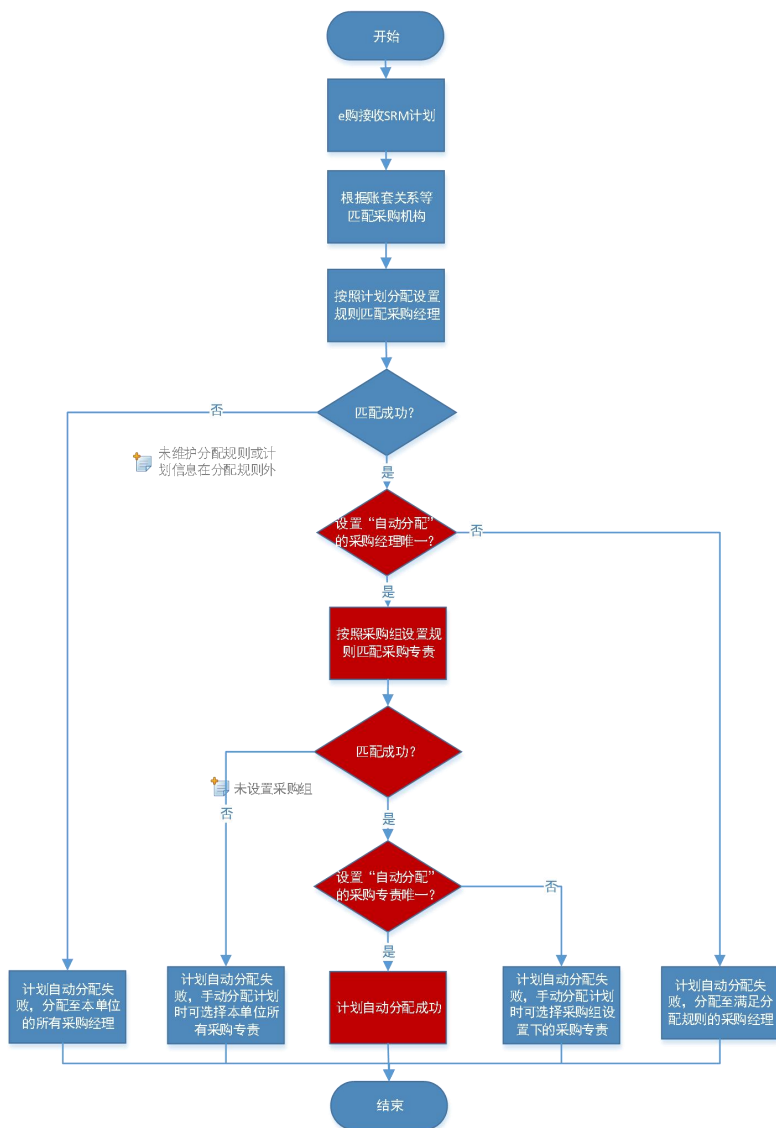 开始
e购接收SRM计划
根据账套关系等
匹配采购机构
按照计划分配设置
规则匹配采购经理
匹配成功？
否
未维护分配规则或计
划信息在分配规则外
是
设置“自动分配”
的采购经理唯一？
否
是
按照采购组设置规
则匹配采购专责
匹配成功？
未设置采购组
否
是
设置“自动分配”
的采购专责唯一？
否
是
计划自动分配失
败，分配至本单位
的所有采购经理
计划自动分配失
败，手动分配计划
时可选择本单位所
有采购专责
计划自动分配成功
计划自动分配失
败，手动分配计划
时可选择采购组设
置下的采购专责
计划自动分配失
败，分配至满足分
配规则的采购经理
结束